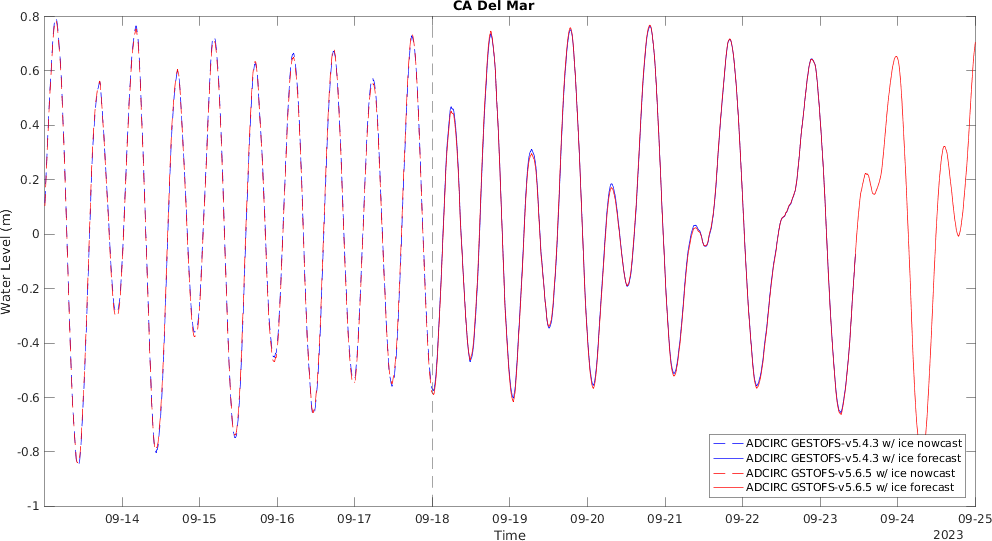 CA Del Mar
0.8
0.6
0.4
0.2
0
-0.2
-0.4
-0.6
-0.8
-1
Water Level (m)
09-14 09-15 09-16 09-17 09-18 09-19 09-20 09-21 09-22 09-23 09-24 09-25
Time
2023
ADCIRC GESTOFS-v5.4.3 w/ ice nowcast
ADCIRC GESTOFS-v5.4.3 w/ ice forecast
ADCIRC GSTOFS-v5.6.5 w/ ice nowcast
ADCIRC GSTOFS-v5.6.5 w/ ice forecast